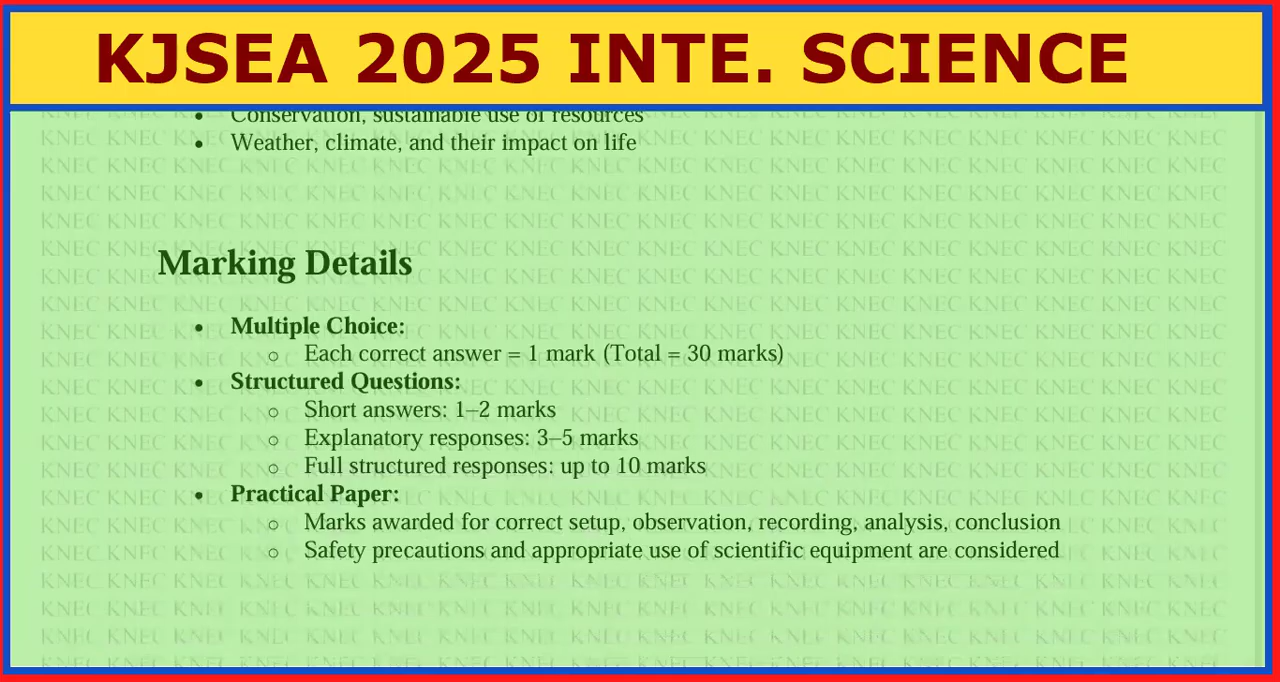 KJSEA 2025 INTE. SCIENCE
• Conservation, sustainable use of resources
• Weather, climate, and their impact on life
Marking Details
• Multiple Choice:
○ Each correct answer = 1 mark (Total = 30 marks)
• Structured Questions:
○ Short answers: 1–2 marks
○ Explanatory responses: 3–5 marks
○ Full structured responses: up to 10 marks
• Practical Paper:
○ Marks awarded for correct setup, observation, recording, analysis, conclusion
○ Safety precautions and appropriate use of scientific equipment are considered